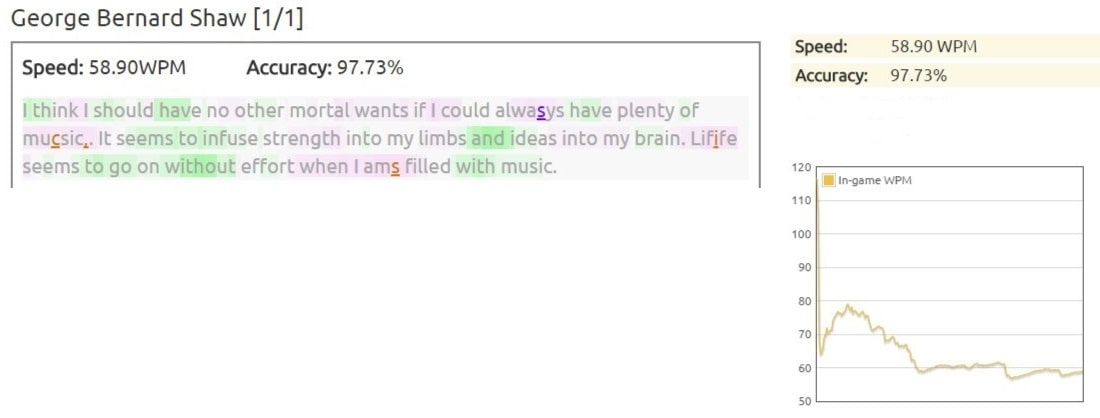 George Bernard Shaw [1/1]
Speed: 58.90WPM Accuracy: 97.73%
I think I should have no other mortal wants if I could alwasys have plenty of
mucsic,. It seems to infuse strength into my limbs and ideas into my brain. Lifife
seems to go on without effort when I ams filled with music.
Speed: 58.90 WPM
Accuracy: 97.73%
In-game WPM
120
110
100
90
80
70
60
50